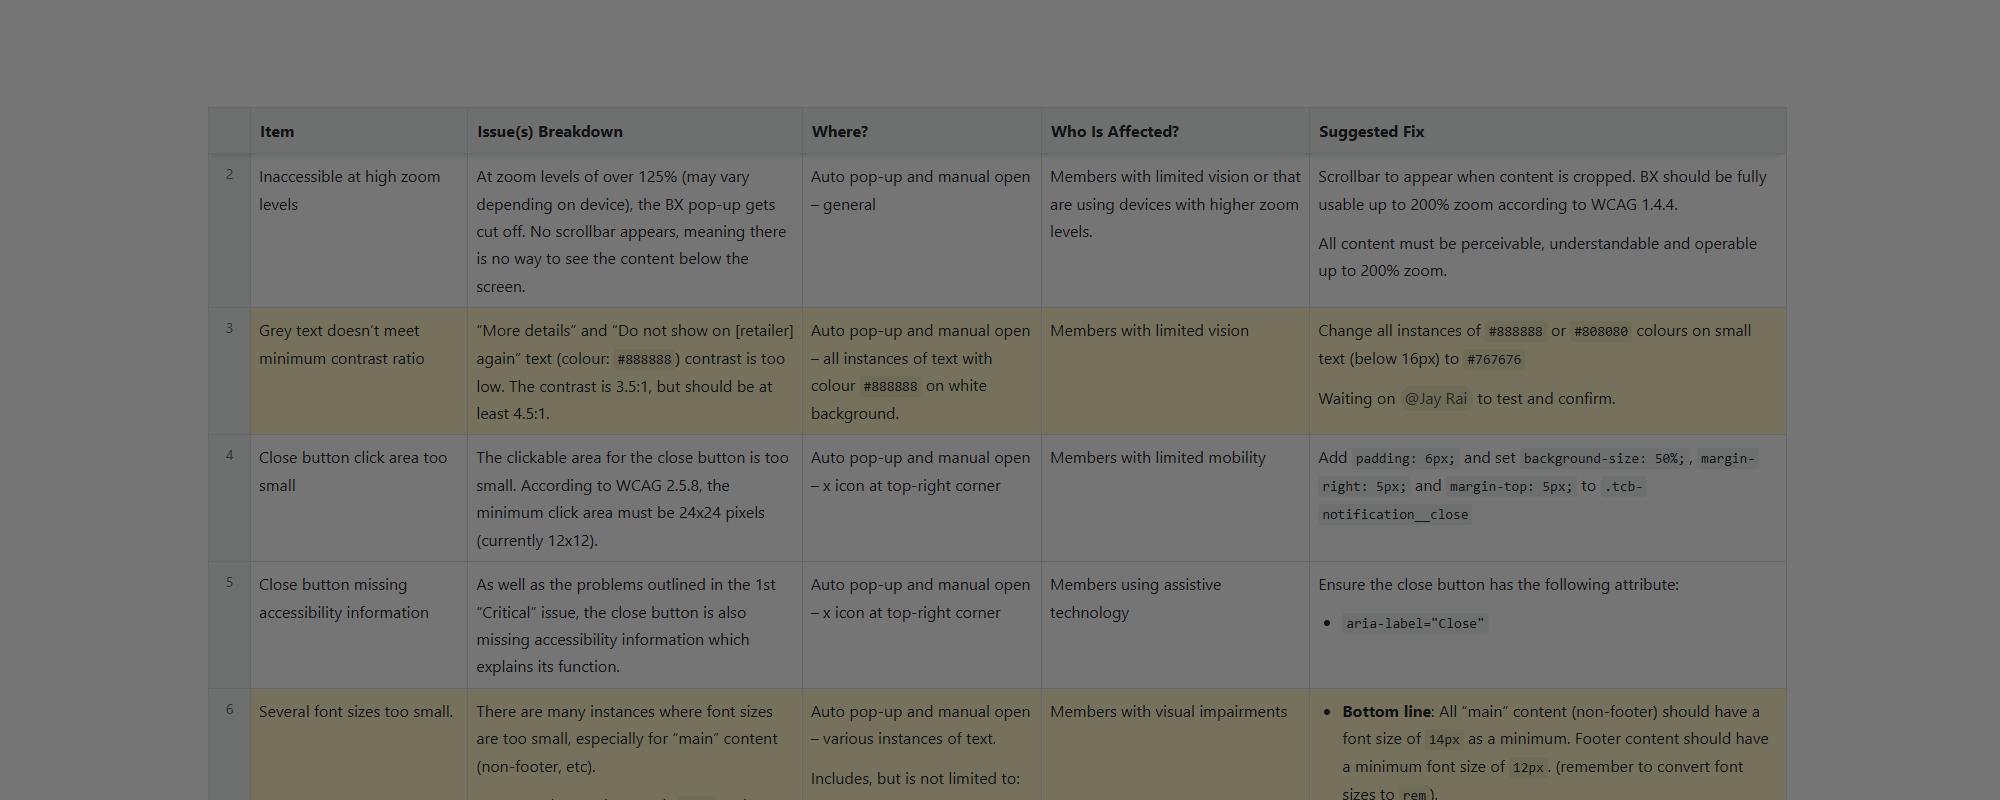 Item Issue(s) Breakdown Where? Who Is Affected? Suggested Fix
2
Inaccessible at high zoom
levels
At zoom levels of over 125% (may vary
depending on device), the BX pop-up gets
cut off. No scrollbar appears, meaning there
is no way to see the content below the
screen.
Auto pop-up and manual open
– general
Members with limited vision or that
are using devices with higher zoom
levels.
Scrollbar to appear when content is cropped. BX should be fully
usable up to 200% zoom according to WCAG 1.4.4.
All content must be perceivable, understandable and operable
up to 200% zoom.
3
Grey text doesn’t meet
minimum contrast ratio
“More details” and “Do not show on [retailer]
again” text (colour: #888888) contrast is too
low. The contrast is 3.5:1, but should be at
least 4.5:1.
Auto pop-up and manual open
– all instances of text with
colour #888888 on white
background.
Members with limited vision
Change all instances of #888888 or #808080 colours on small
text (below 16px) to #767676
Waiting on @Jay Rai to test and confirm.
4
Close button click area too
small
The clickable area for the close button is too
small. According to WCAG 2.5.8, the
minimum click area must be 24x24 pixels
(currently 12x12).
Auto pop-up and manual open
– x icon at top-right corner
Members with limited mobility
Add padding: 6px; and set background-size: 50%;, margin-
right: 5px; and margin-top: 5px; to .tcb-
notification__close
5
Close button missing
accessibility information
As well as the problems outlined in the 1st
“Critical” issue, the close button is also
missing accessibility information which
explains its function.
Auto pop-up and manual open
– x icon at top-right corner
Members using assistive
technology
Ensure the close button has the following attribute:
• aria-label="Close"
6
Several font sizes too small.
There are many instances where font sizes
are too small, especially for “main” content
(non-footer, etc).
Auto pop-up and manual open
– various instances of text.
Includes, but is not limited to:
Members with visual impairments
• Bottom line: All “main” content (non-footer) should have a
font size of 14px as a minimum. Footer content should have
a minimum font size of 12px. (remember to convert font
sizes to rem).